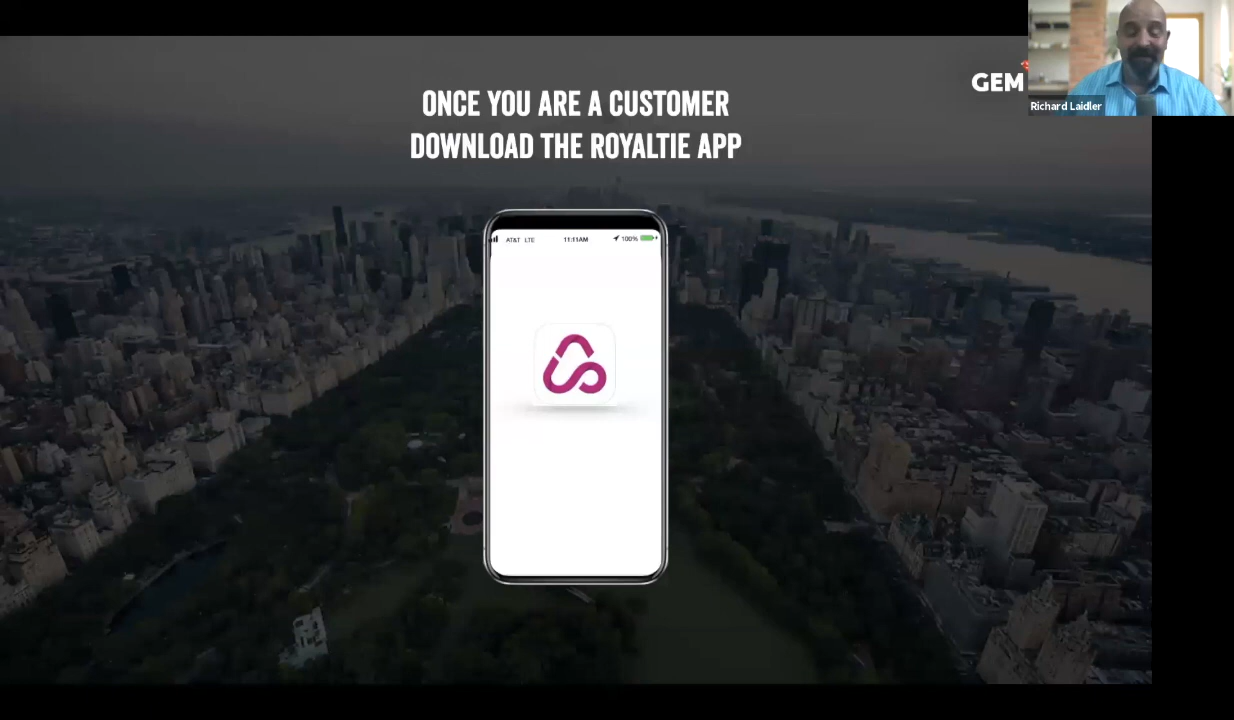 ONCE YOU ARE A CUSTOMER
DOWNLOAD THE ROYALTIE APP
GEM
Richard Laidler
AT&T LTE 11:11AM 100%